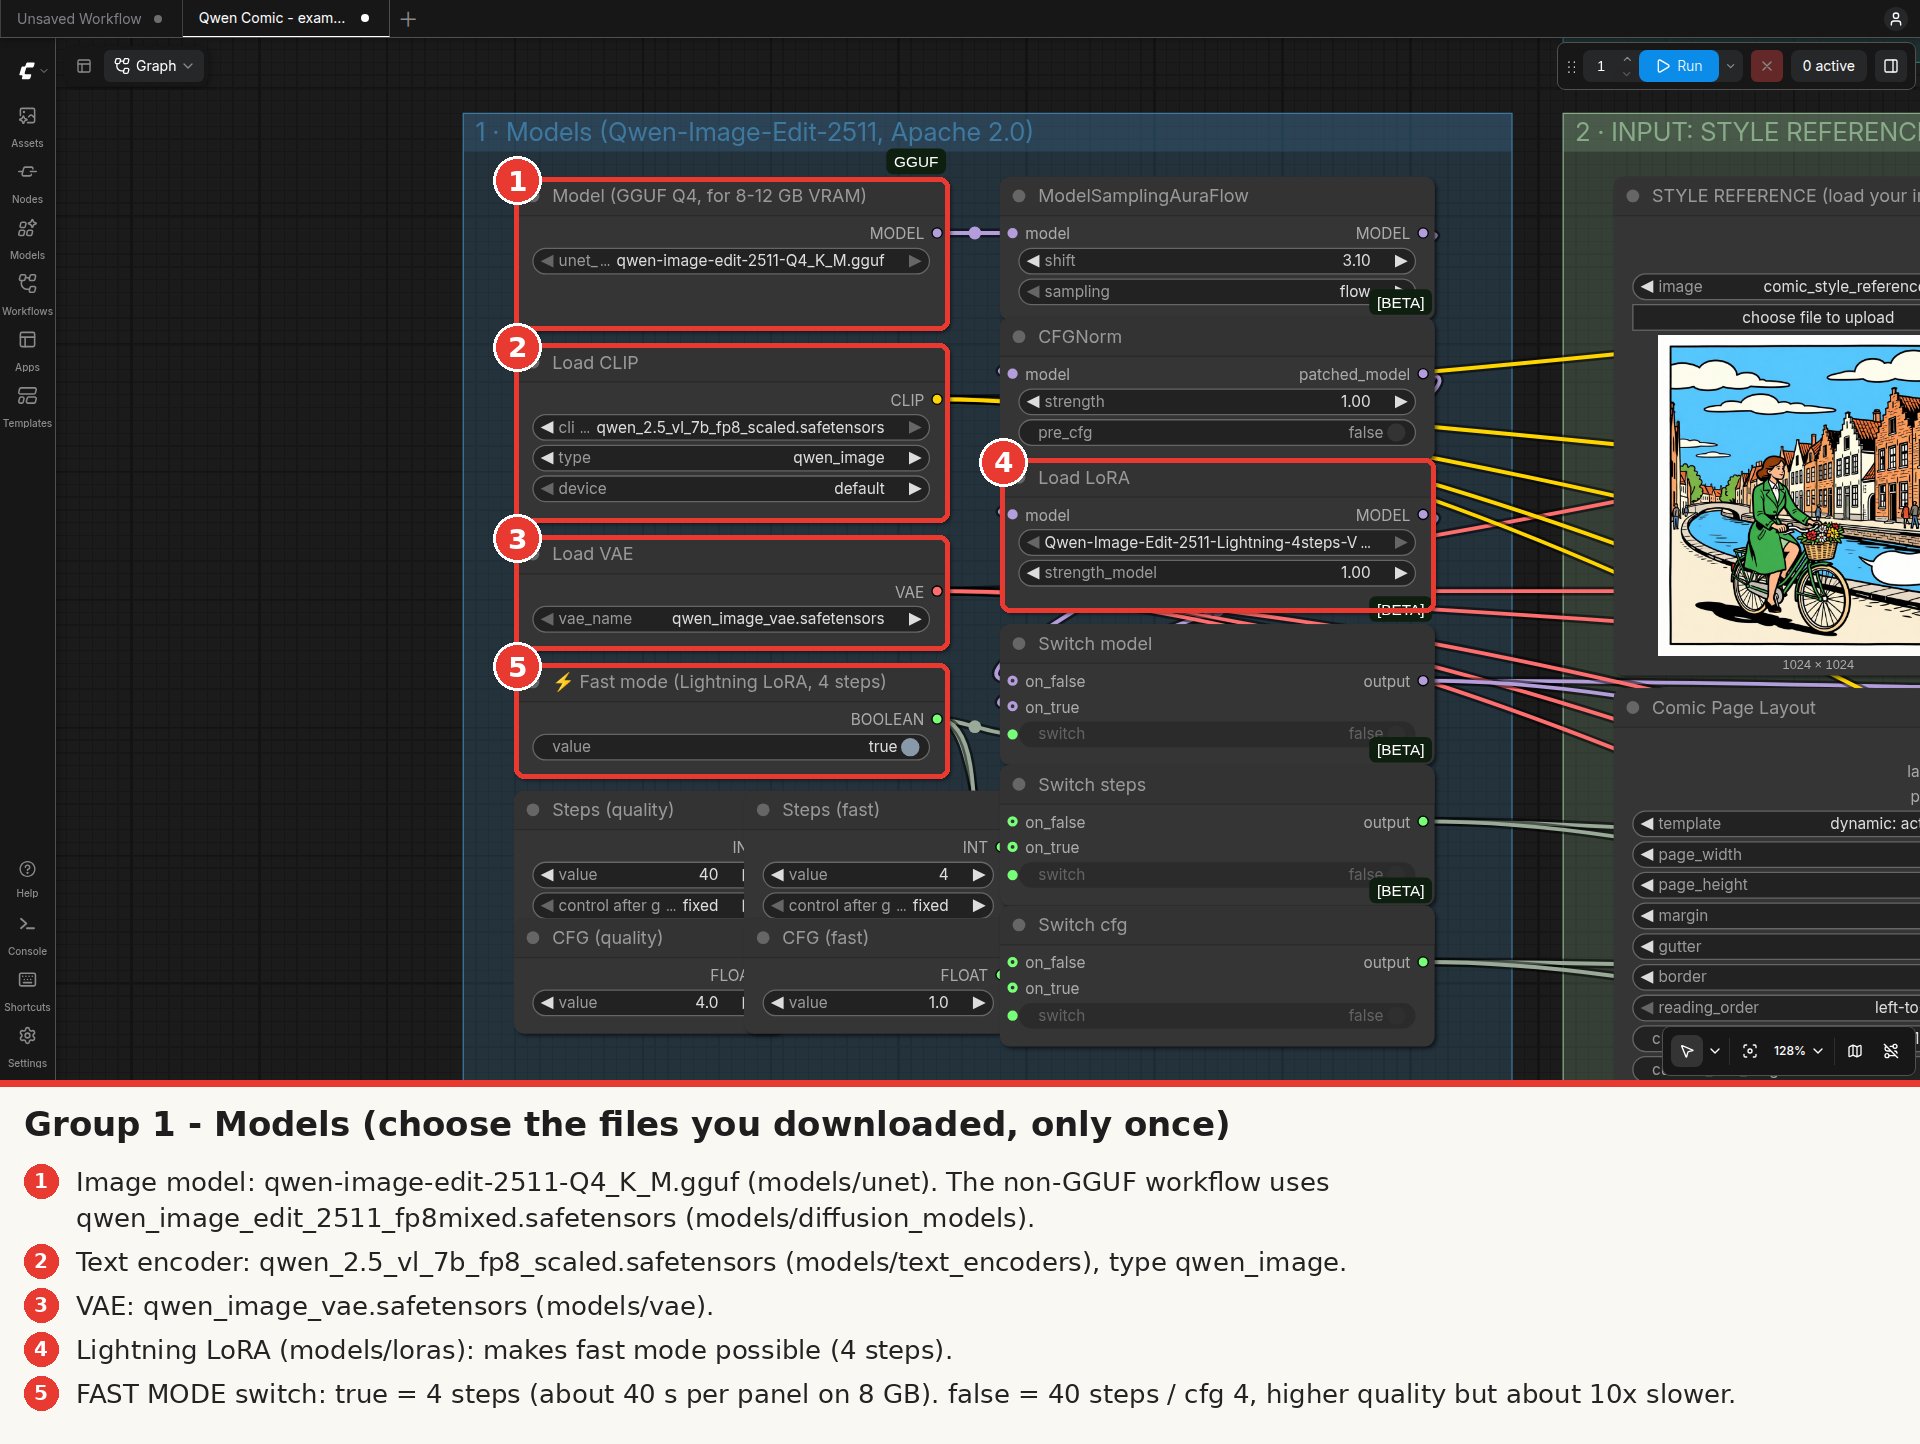 Unsaved Workflow
Qwen Comic - exam...
Graph
1
Run
0 active
Assets
Nodes
Models
Workflows
Apps
Templates
Help
Console
Shortcuts
Settings
1 · Models (Qwen-Image-Edit-2511, Apache 2.0)
GGUF
1
Model (GGUF Q4, for 8-12 GB VRAM)
MODEL
unet_... qwen-image-edit-2511-Q4_K_M.gguf
2
Load CLIP
CLIP
cli ... qwen_2.5_vl_7b_fp8_scaled.safetensors
type qwen_image
device default
3
Load VAE
VAE
vae_name qwen_image_vae.safetensors
5
⚡ Fast mode (Lightning LoRA, 4 steps)
BOOLEAN
value true
Steps (quality)
value 40
control after g ... fixed
Steps (fast)
INT
value 4
control after g ... fixed
CFG (quality)
value 4.0
CFG (fast)
FLOAT
value 1.0
ModelSamplingAuraFlow
model MODEL
shift 3.10
sampling flow
[BETA]
CFGNorm
model patched_model
strength 1.00
pre_cfg false
4
Load LoRA
model MODEL
Qwen-Image-Edit-2511-Lightning-4steps-V ...
strength_model 1.00
[BETA]
Switch model
on_false output
on_true
switch false
[BETA]
Switch steps
on_false output
on_true
switch false
[BETA]
Switch cfg
on_false output
on_true
switch false
2 · INPUT: STYLE REFERENC
STYLE REFERENCE (load your i
image comic_style_referenc
choose file to upload
1024 × 1024
Comic Page Layout
template dynamic: ac
page_width
page_height
margin
gutter
border
reading_order left-to
128%
Group 1 - Models (choose the files you downloaded, only once)
1 Image model: qwen-image-edit-2511-Q4_K_M.gguf (models/unet). The non-GGUF workflow uses
qwen_image_edit_2511_fp8mixed.safetensors (models/diffusion_models).
2 Text encoder: qwen_2.5_vl_7b_fp8_scaled.safetensors (models/text_encoders), type qwen_image.
3 VAE: qwen_image_vae.safetensors (models/vae).
4 Lightning LoRA (models/loras): makes fast mode possible (4 steps).
5 FAST MODE switch: true = 4 steps (about 40 s per panel on 8 GB). false = 40 steps / cfg 4, higher quality but about 10x slower.